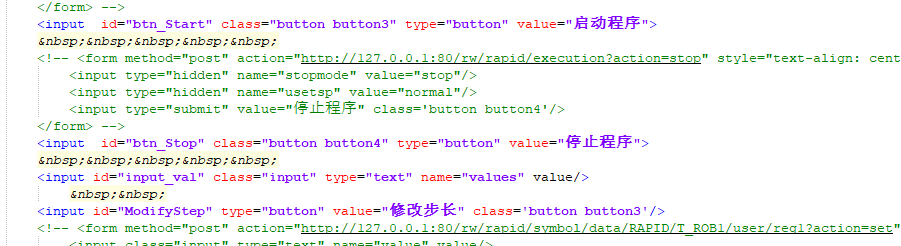 </form> -->
<input  id="btn_Start" class="button button3" type="button" value="启动程序">
&nbsp;&nbsp;&nbsp;&nbsp;&nbsp;
<!-- <form method="post" action="http://127.0.0.1:80/rw/rapid/execution?action=stop" style="text-align: cent
<input type="hidden" name="stopmode" value="stop"/>
<input type="hidden" name="usetsp" value="normal"/>
<input type="submit" value="停止程序" class='button button4'/>
</form> -->
<input  id="btn_Stop" class="button button4" type="button" value="停止程序">
&nbsp;&nbsp;&nbsp;&nbsp;&nbsp;
<input id="input_val" class="input" type="text" name="values" value/>
&nbsp;&nbsp;
<input id="ModifyStep" type="button" value="修改步长" class='button button3'/>
<!-- <form method="post" action="http://127.0.0.1:80/rw/rapid/symbol/data/RAPID/T_ROB1/user/reg1?action=set"
<input class="input" type="text" name="value" value/>